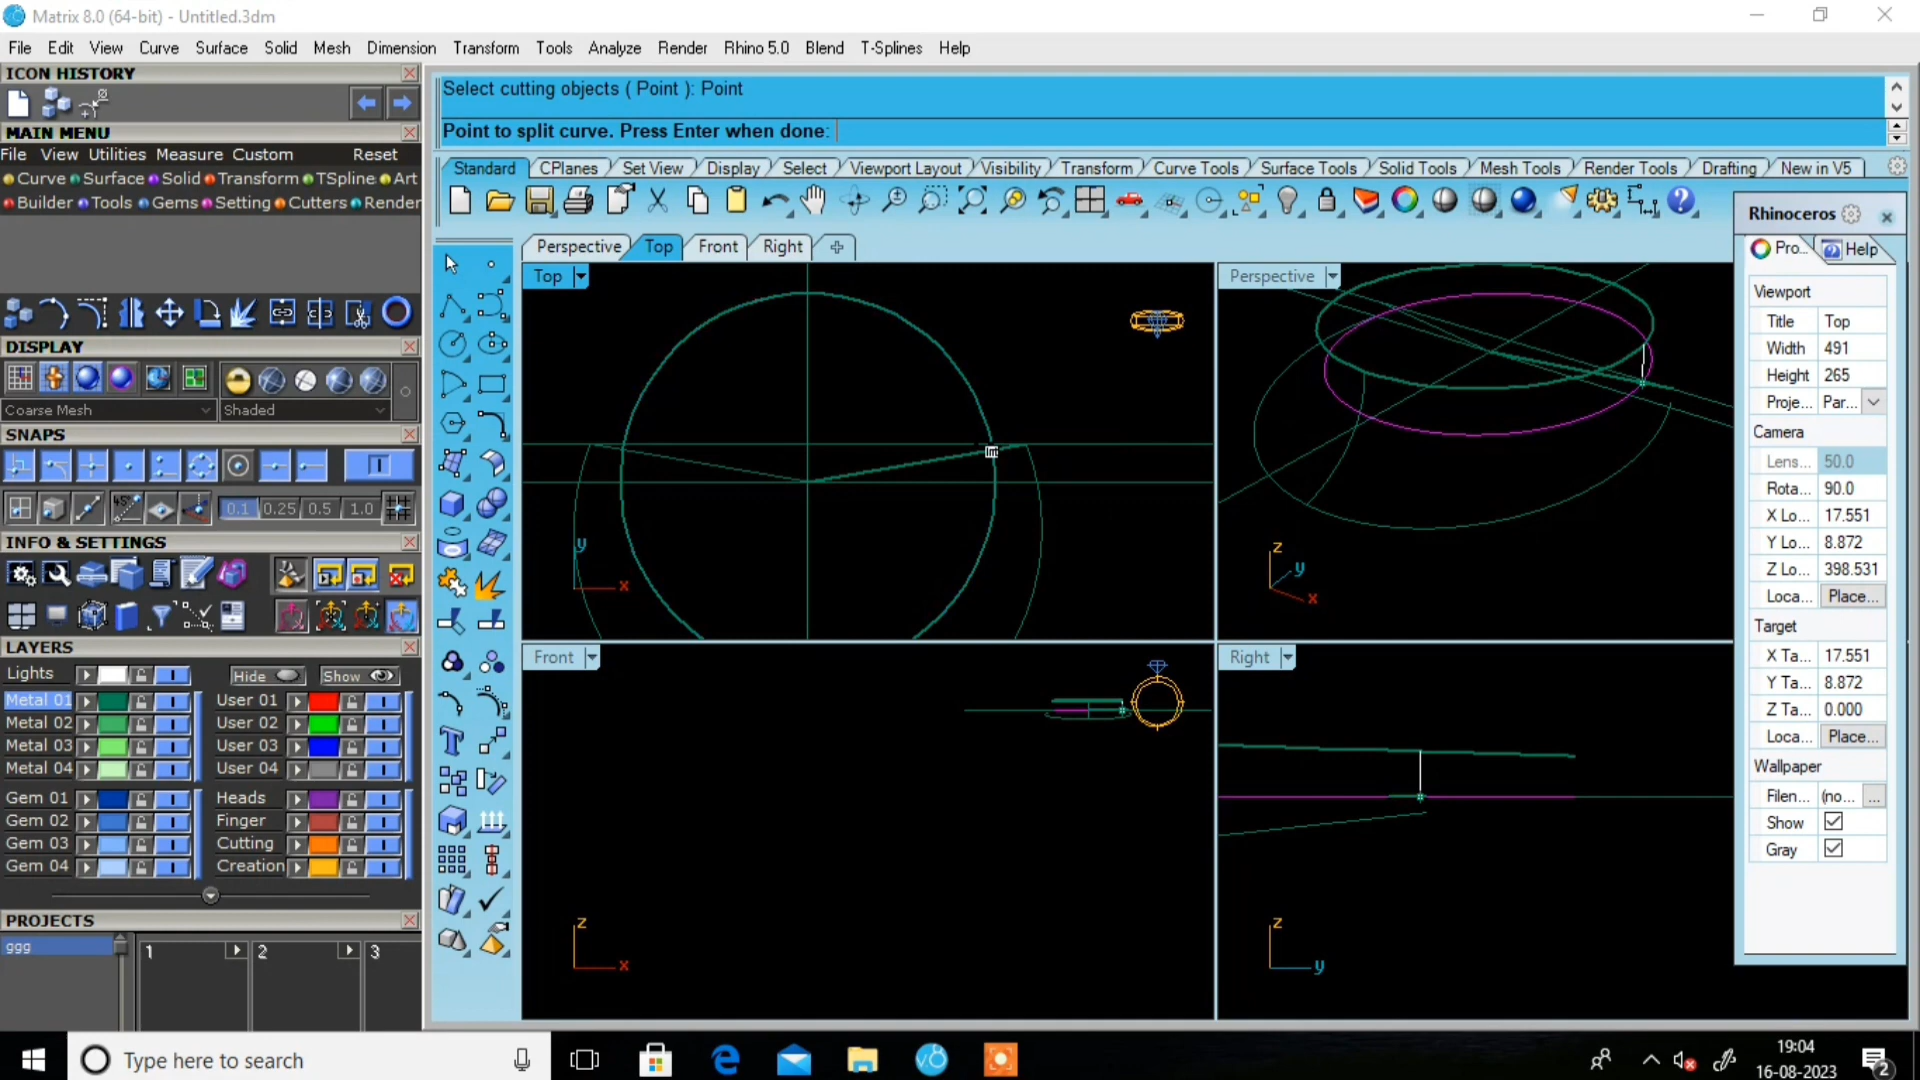 Matrix 8.0 (64-bit) - Untitled.3dm
File Edit View Curve Surface Solid Mesh Dimension Transform Tools Analyze Render Rhino 5.0 Blend T-Splines Help
ICON HISTORY
MAIN MENU
File View Utilities Measure Custom Reset
Curve Surface Solid Transform TSpline Art
Builder Tools Gems Setting Cutters Render
DISPLAY
Coarse Mesh Shaded
SNAPS
45°
0.1 0.25 0.5 1.0
INFO & SETTINGS
LAYERS
Lights Hide Show
Metal 01 User 01
Metal 02 User 02
Metal 03 User 03
Metal 04 User 04
Gem 01 Heads
Gem 02 Finger
Gem 03 Cutting
Gem 04 Creation
PROJECTS
ggg 1 2 3
Select cutting objects ( Point ): Point
Point to split curve. Press Enter when done:
Standard CPlanes Set View Display Select Viewport Layout Visibility Transform Curve Tools Surface Tools Solid Tools Mesh Tools Render Tools Drafting New in V5
Perspective Top Front Right
Top
y
x
Perspective
z
y
x
Front
z
x
Right
z
y
Rhinoceros
Pro... Help
Viewport
Title Top
Width 491
Height 265
Proje... Par...
Camera
Lens... 50.0
Rota... 90.0
X Lo... 17.551
Y Lo... 8.872
Z Lo... 398.531
Loca... Place...
Target
X Ta... 17.551
Y Ta... 8.872
Z Ta... 0.000
Loca... Place...
Wallpaper
Filen... (no... ...
Show
Gray
Type here to search
19:04
16-08-2023
2